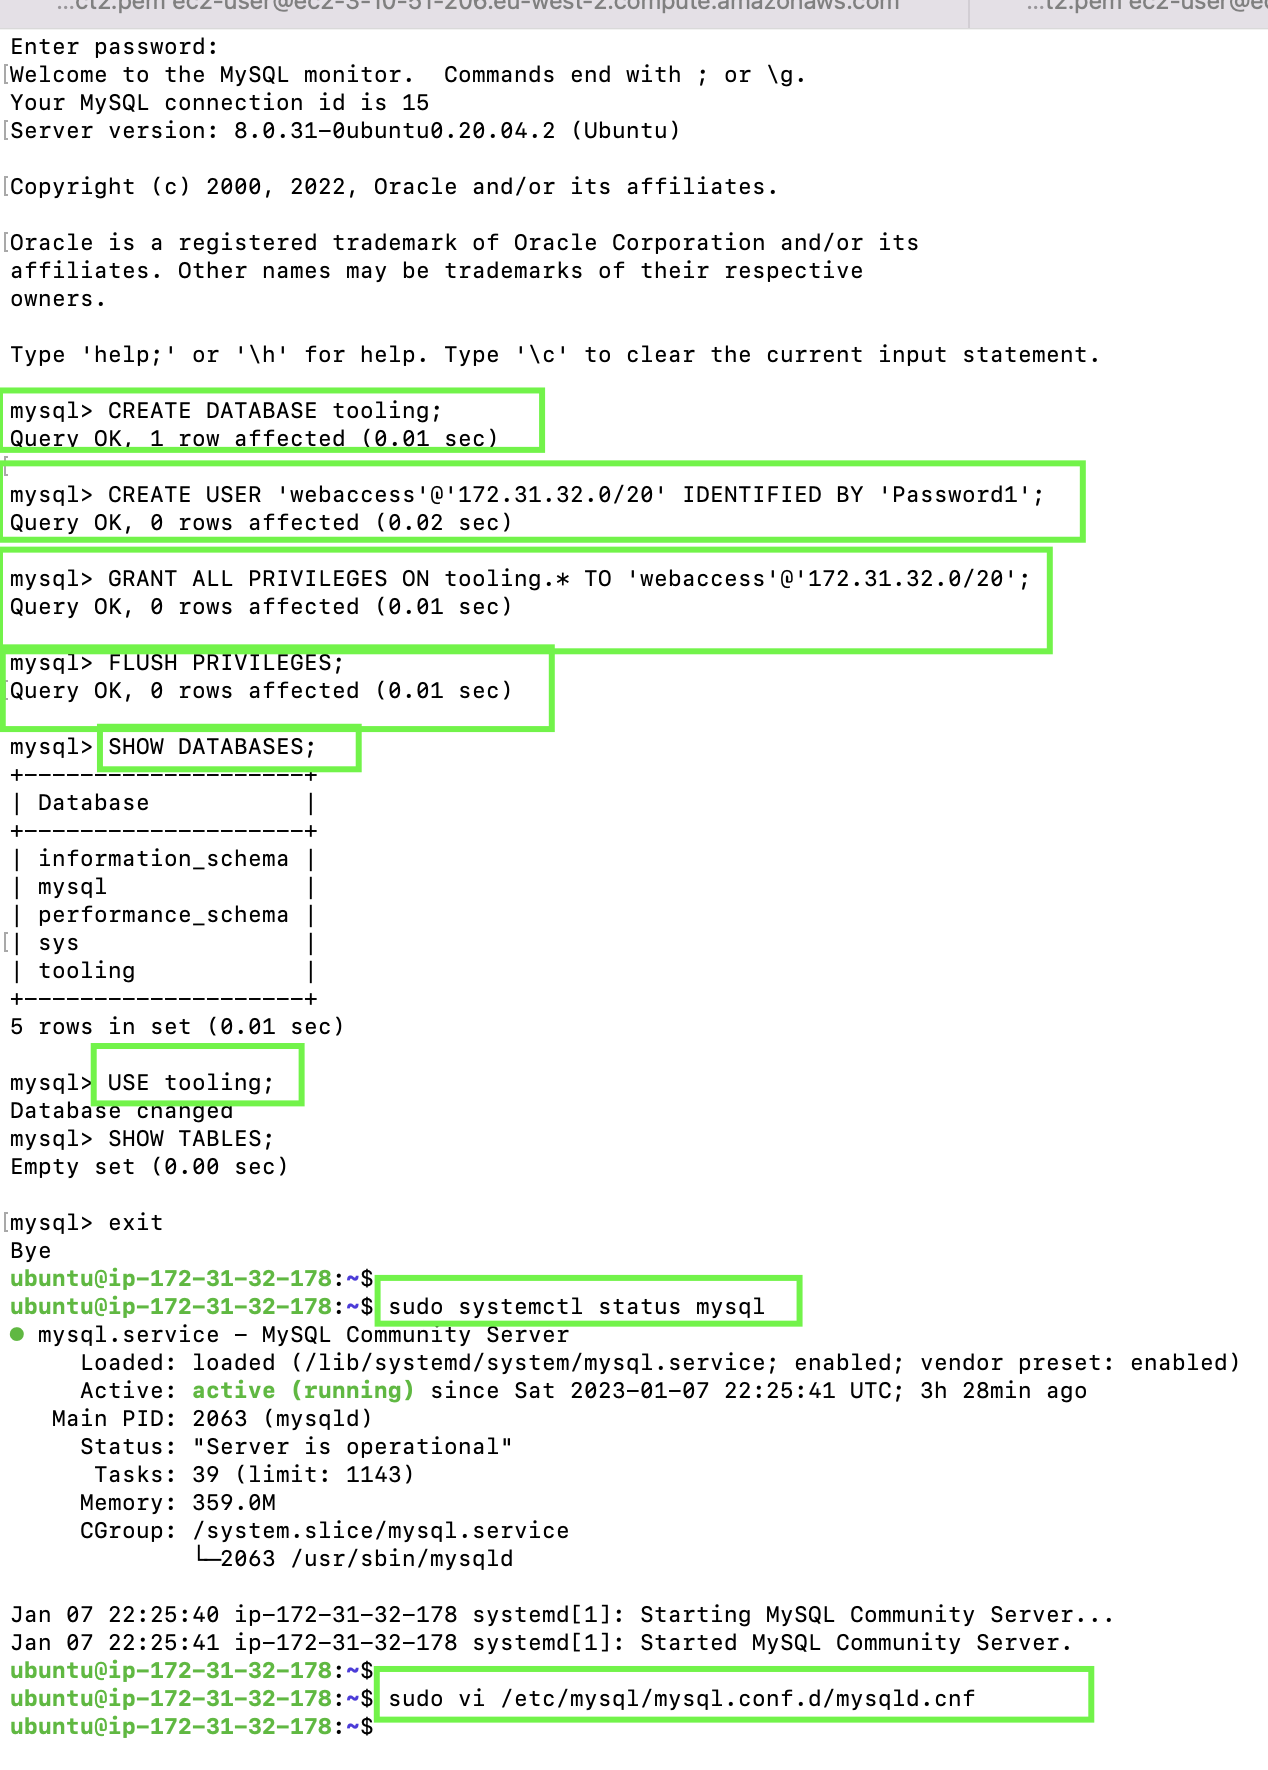 ...ct2.pem ec2-user@ec2-3-10-51-206.eu-west-2.compute.amazonaws.com ...t2.pem ec2-user@ec
Enter password:
Welcome to the MySQL monitor.  Commands end with ; or \g.
Your MySQL connection id is 15
Server version: 8.0.31-0ubuntu0.20.04.2 (Ubuntu)
Copyright (c) 2000, 2022, Oracle and/or its affiliates.
Oracle is a registered trademark of Oracle Corporation and/or its
affiliates. Other names may be trademarks of their respective
owners.
Type 'help;' or '\h' for help. Type '\c' to clear the current input statement.
mysql> CREATE DATABASE tooling;
Query OK, 1 row affected (0.01 sec)
mysql> CREATE USER 'webaccess'@'172.31.32.0/20' IDENTIFIED BY 'Password1';
Query OK, 0 rows affected (0.02 sec)
mysql> GRANT ALL PRIVILEGES ON tooling.* TO 'webaccess'@'172.31.32.0/20';
Query OK, 0 rows affected (0.01 sec)
mysql> FLUSH PRIVILEGES;
Query OK, 0 rows affected (0.01 sec)
mysql> SHOW DATABASES;
+--------------------+
| Database           |
+--------------------+
| information_schema |
| mysql              |
| performance_schema |
| sys                |
| tooling            |
+--------------------+
5 rows in set (0.01 sec)
mysql> USE tooling;
Database changed
mysql> SHOW TABLES;
Empty set (0.00 sec)
mysql> exit
Bye
ubuntu@ip-172-31-32-178:~$
ubuntu@ip-172-31-32-178:~$ sudo systemctl status mysql
● mysql.service - MySQL Community Server
     Loaded: loaded (/lib/systemd/system/mysql.service; enabled; vendor preset: enabled)
     Active: active (running) since Sat 2023-01-07 22:25:41 UTC; 3h 28min ago
   Main PID: 2063 (mysqld)
     Status: "Server is operational"
      Tasks: 39 (limit: 1143)
     Memory: 359.0M
     CGroup: /system.slice/mysql.service
             └─2063 /usr/sbin/mysqld
Jan 07 22:25:40 ip-172-31-32-178 systemd[1]: Starting MySQL Community Server...
Jan 07 22:25:41 ip-172-31-32-178 systemd[1]: Started MySQL Community Server.
ubuntu@ip-172-31-32-178:~$
ubuntu@ip-172-31-32-178:~$ sudo vi /etc/mysql/mysql.conf.d/mysqld.cnf
ubuntu@ip-172-31-32-178:~$